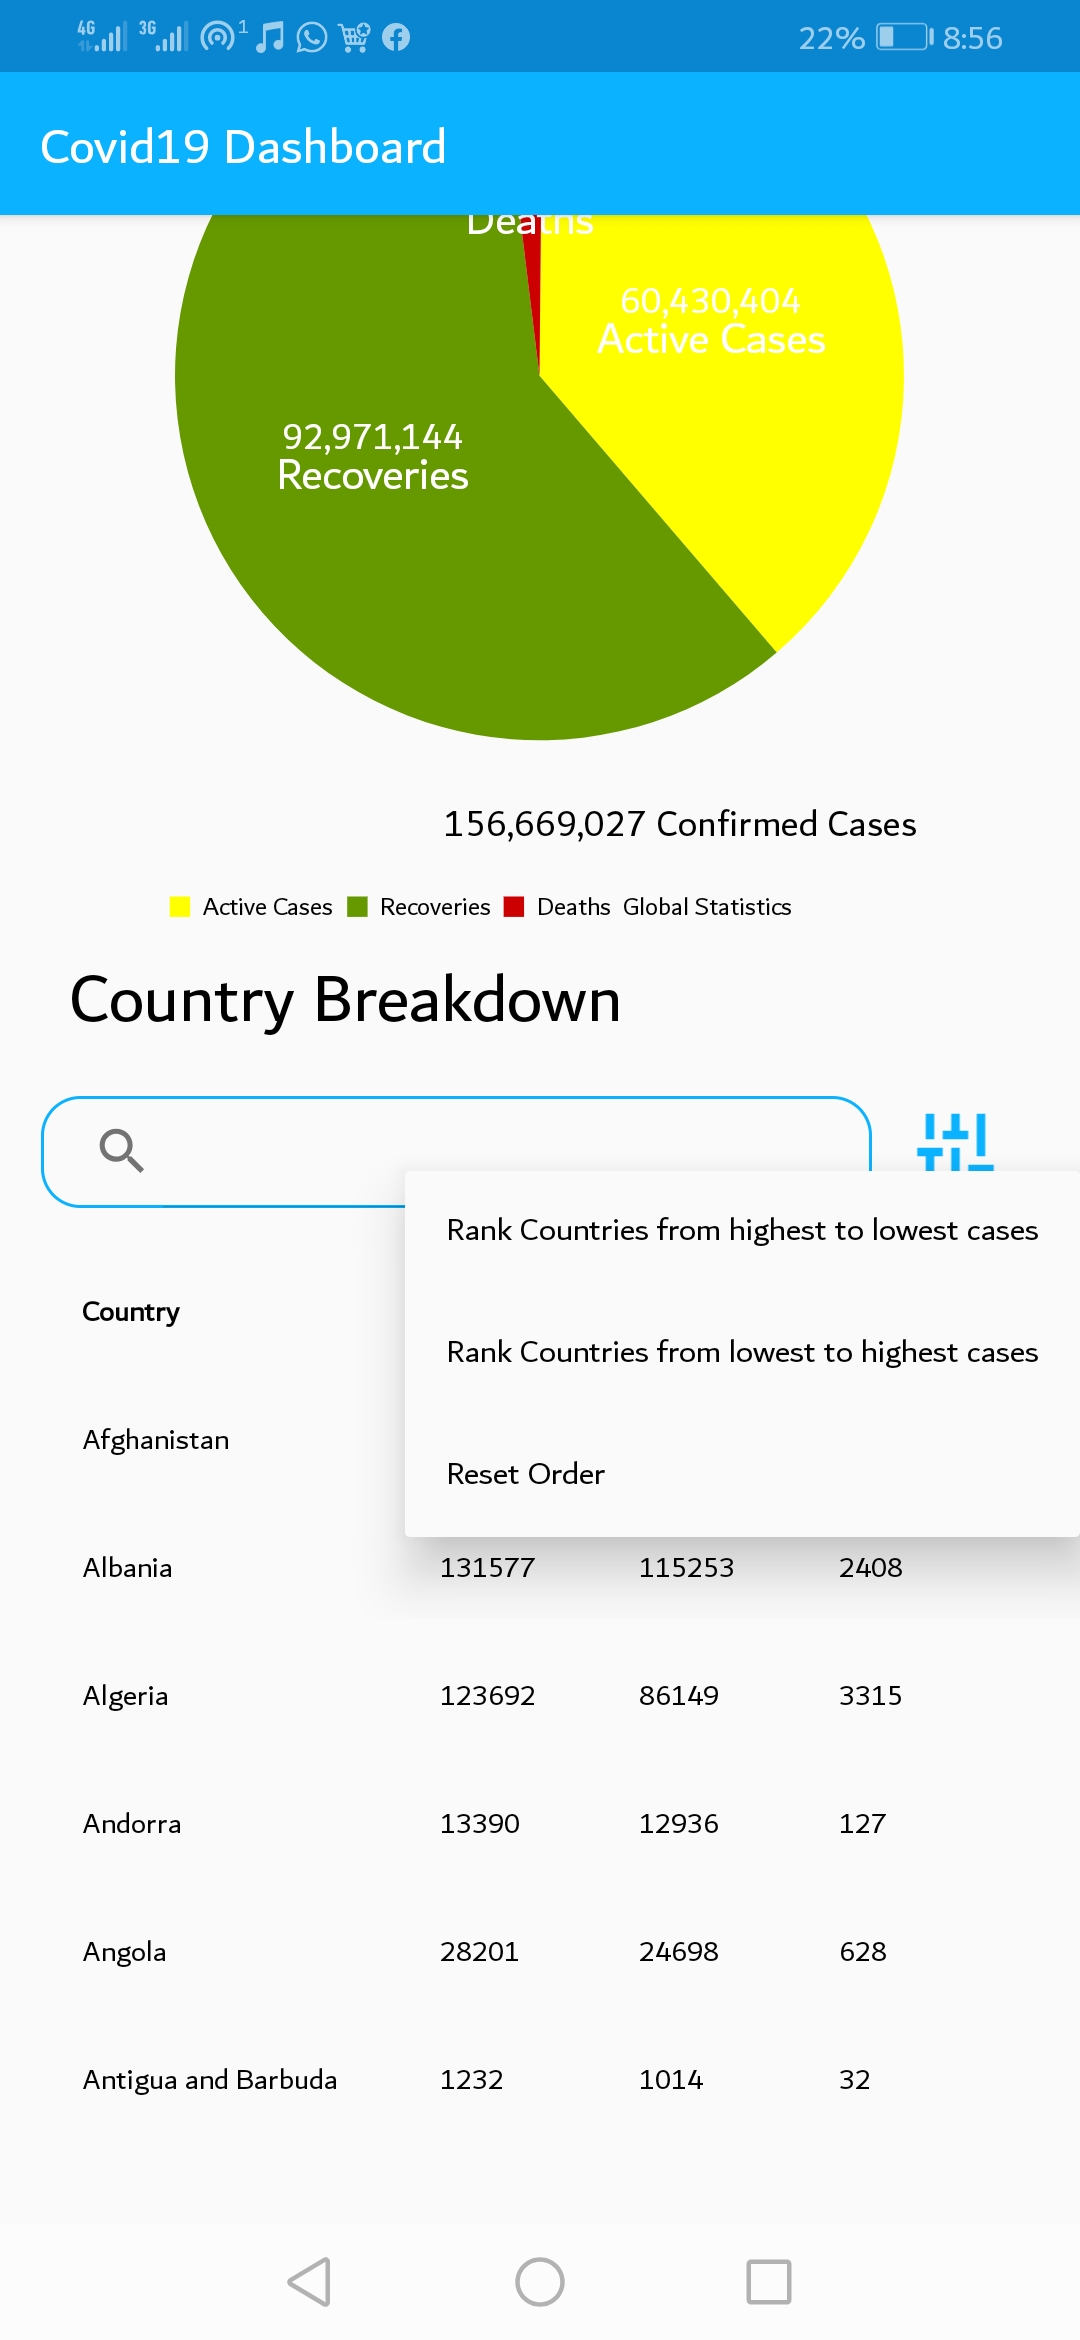 4G 3G 1 22% 8:56
Covid19 Dashboard
Deaths
60,430,404
Active Cases
92,971,144
Recoveries
156,669,027 Confirmed Cases
Active Cases Recoveries Deaths Global Statistics
Country Breakdown
Rank Countries from highest to lowest cases
Rank Countries from lowest to highest cases
Reset Order
Country
Afghanistan
Albania 131577 115253 2408
Algeria 123692 86149 3315
Andorra 13390 12936 127
Angola 28201 24698 628
Antigua and Barbuda 1232 1014 32